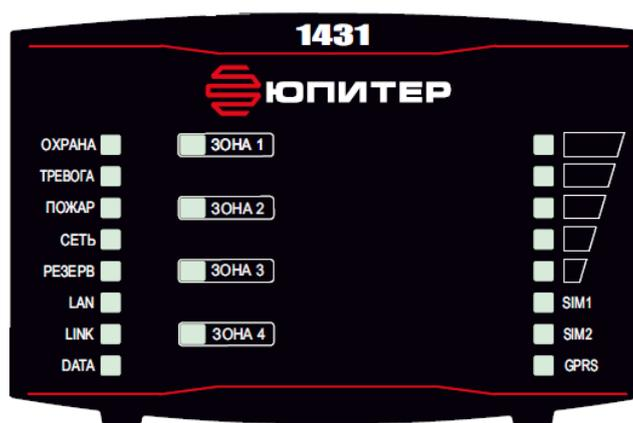 1431
ЮПИТЕР
ОХРАНА
ТРЕВОГА
ПОЖАР
СЕТЬ
РЕЗЕРВ
LAN
LINK
DATA
ЗОНА 1
ЗОНА 2
ЗОНА 3
ЗОНА 4
SIM1
SIM2
GPRS